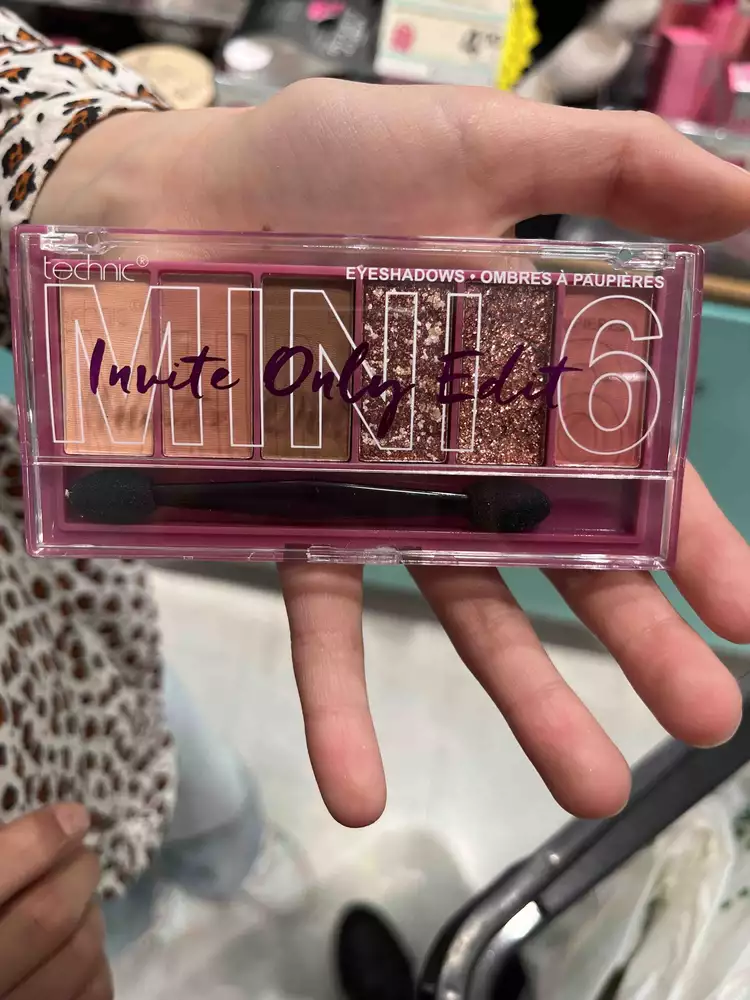 technic®
EYESHADOWS • OMBRES À PAUPIÈRES
MINI 6
Invite Only Edit